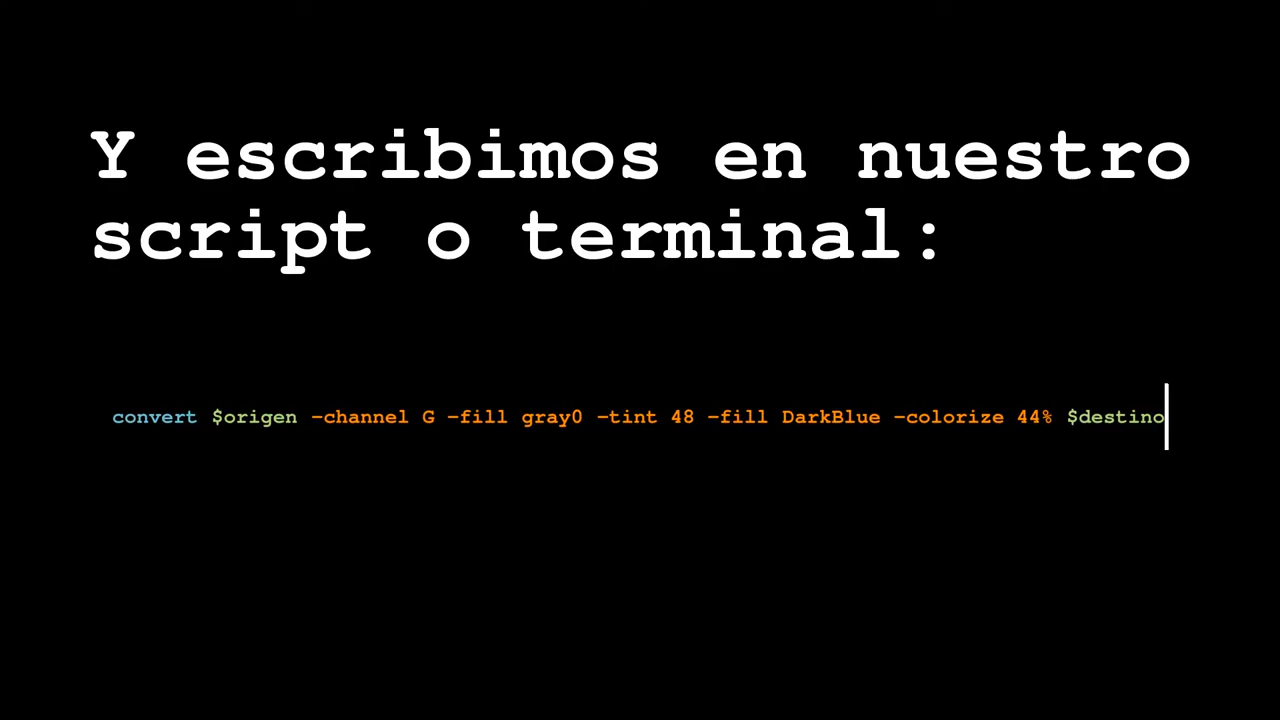 Y escribimos en nuestro
script o terminal:
convert $origen -channel G -fill gray0 -tint 48 -fill DarkBlue -colorize 44% $destino